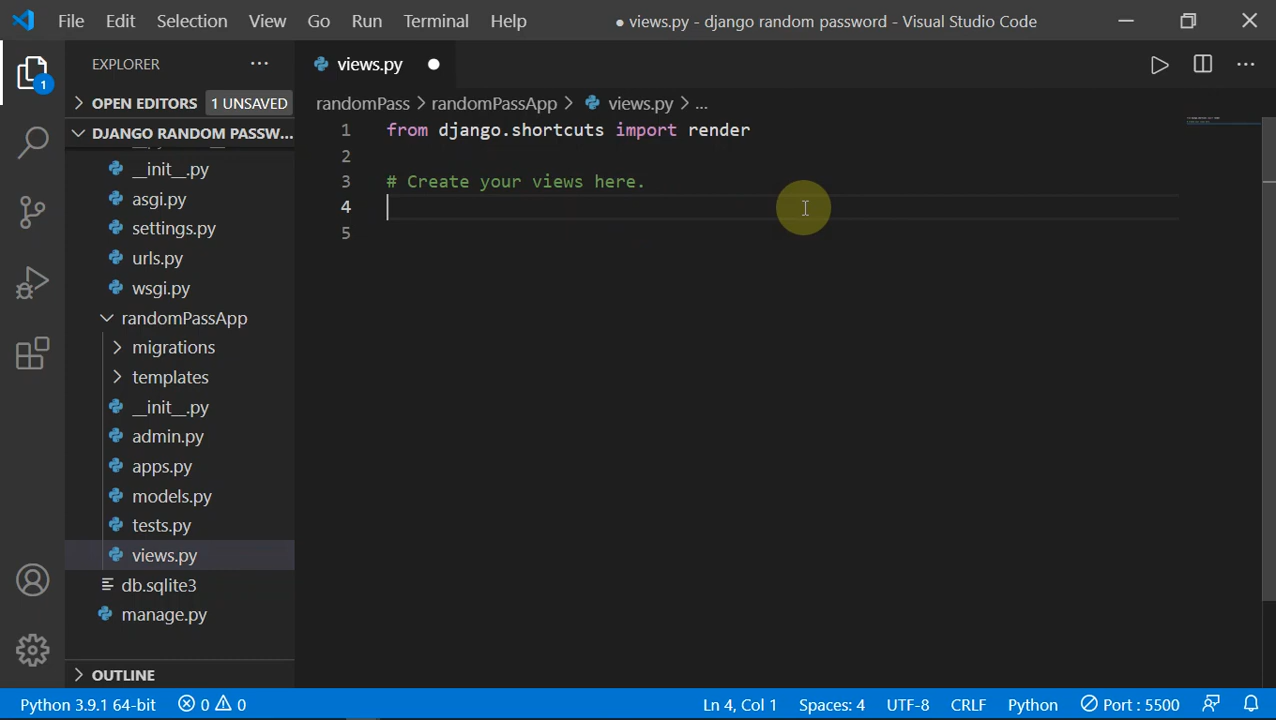 File Edit Selection View Go Run Terminal Help ● views.py - django random password - Visual Studio Code
EXPLORER ...
views.py
OPEN EDITORS 1 UNSAVED
randomPass > randomPassApp > views.py > ...
DJANGO RANDOM PASSW...
1 from django.shortcuts import render
2
3 # Create your views here.
4
5
__init__.py
asgi.py
settings.py
urls.py
wsgi.py
randomPassApp
migrations
templates
__init__.py
admin.py
apps.py
models.py
tests.py
views.py
db.sqlite3
manage.py
OUTLINE
1
Python 3.9.1 64-bit 0 0 Ln 4, Col 1 Spaces: 4 UTF-8 CRLF Python Port : 5500